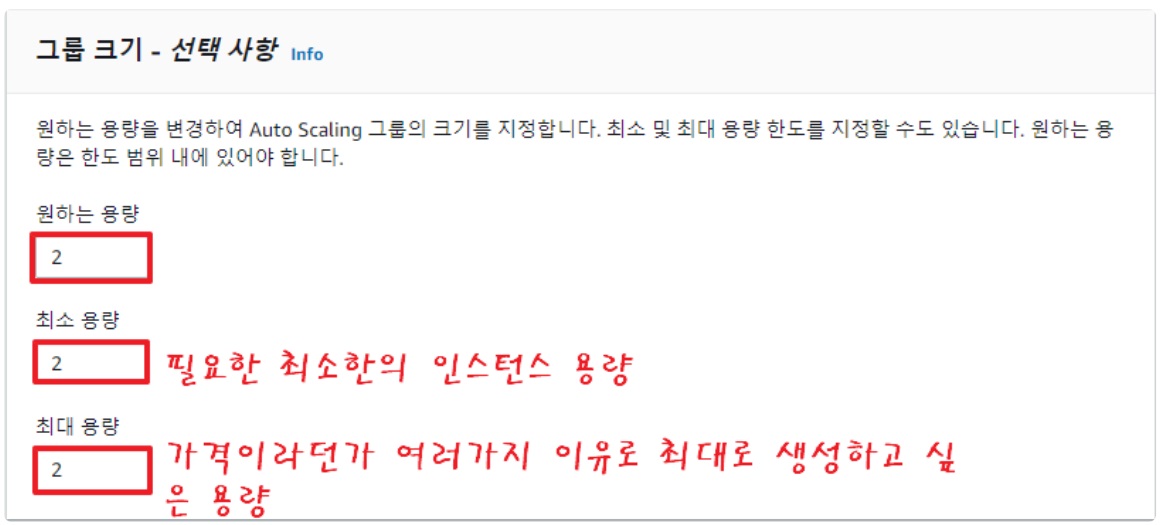 그룹 크기 - 선택 사항 Info
원하는 용량을 변경하여 Auto Scaling 그룹의 크기를 지정합니다. 최소 및 최대 용량 한도를 지정할 수도 있습니다. 원하는 용
량은 한도 범위 내에 있어야 합니다.
원하는 용량
2
최소 용량
2 필요한 최소한의 인스턴스 용량
최대 용량
2 가격이라던가 여러가지 이유로 최대로 생성하고 싶
은 용량